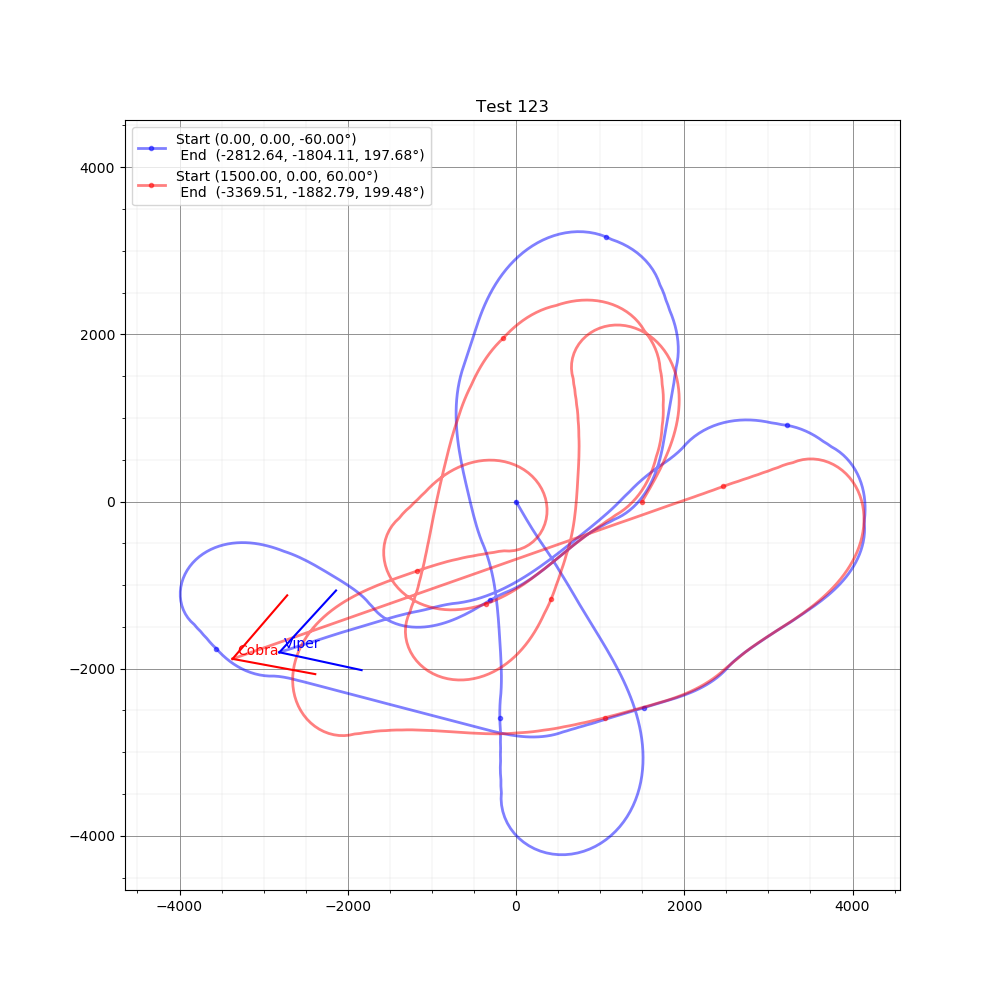 Test 123
Start (0.00, 0.00, -60.00°)
End (-2812.64, -1804.11, 197.68°)
Start (1500.00, 0.00, 60.00°)
End (-3369.51, -1882.79, 199.48°)
4000
2000
0
−2000
−4000
Viper
Cobra
−4000 −2000 0 2000 4000